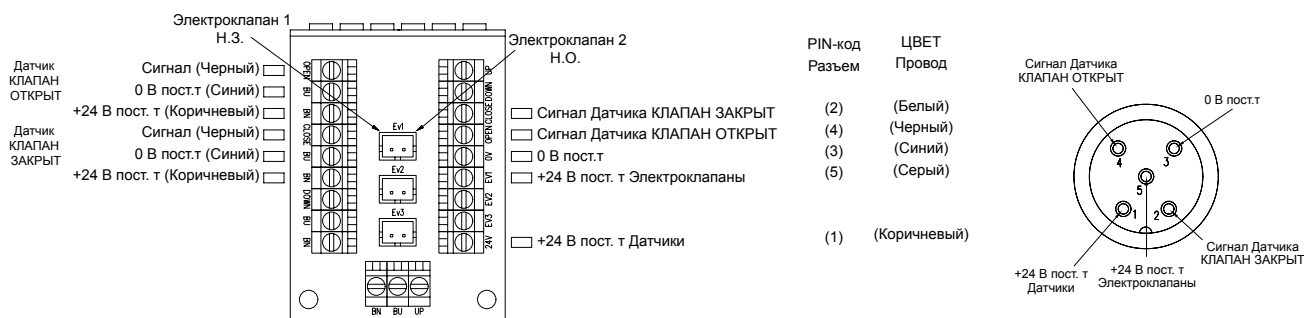 Электроклапан 1
Н.З.
Электроклапан 2
Н.О.
Датчик
КЛАПАН
ОТКРЫТ
Сигнал (Черный)
0 В пост.т (Синий)
+24 В пост. т (Коричневый)
Датчик
КЛАПАН
ЗАКРЫТ
Сигнал (Черный)
0 В пост.т (Синий)
+24 В пост. т (Коричневый)
OPEN
BU
BN
CLOSE
BU
BN
DOWN
BU
BN
Ev1
Ev2
Ev3
UP
DOWN
CLOSE
OPEN
0V
EV1
EV2
EV3
24V
BN BU UP
Сигнал Датчика КЛАПАН ЗАКРЫТ
Сигнал Датчика КЛАПАН ОТКРЫТ
0 В пост.т
+24 В пост. т Электроклапаны
+24 В пост. т Датчики
PIN-код ЦВЕТ
Разъем Провод
(2) (Белый)
(4) (Черный)
(3) (Синий)
(5) (Серый)
(1) (Коричневый)
Сигнал Датчика
КЛАПАН ОТКРЫТ
0 В пост.т
4 3
5
1 2
Сигнал Датчика
КЛАПАН ЗАКРЫТ
+24 В пост. т
Датчики
+24 В пост. т
Электроклапаны